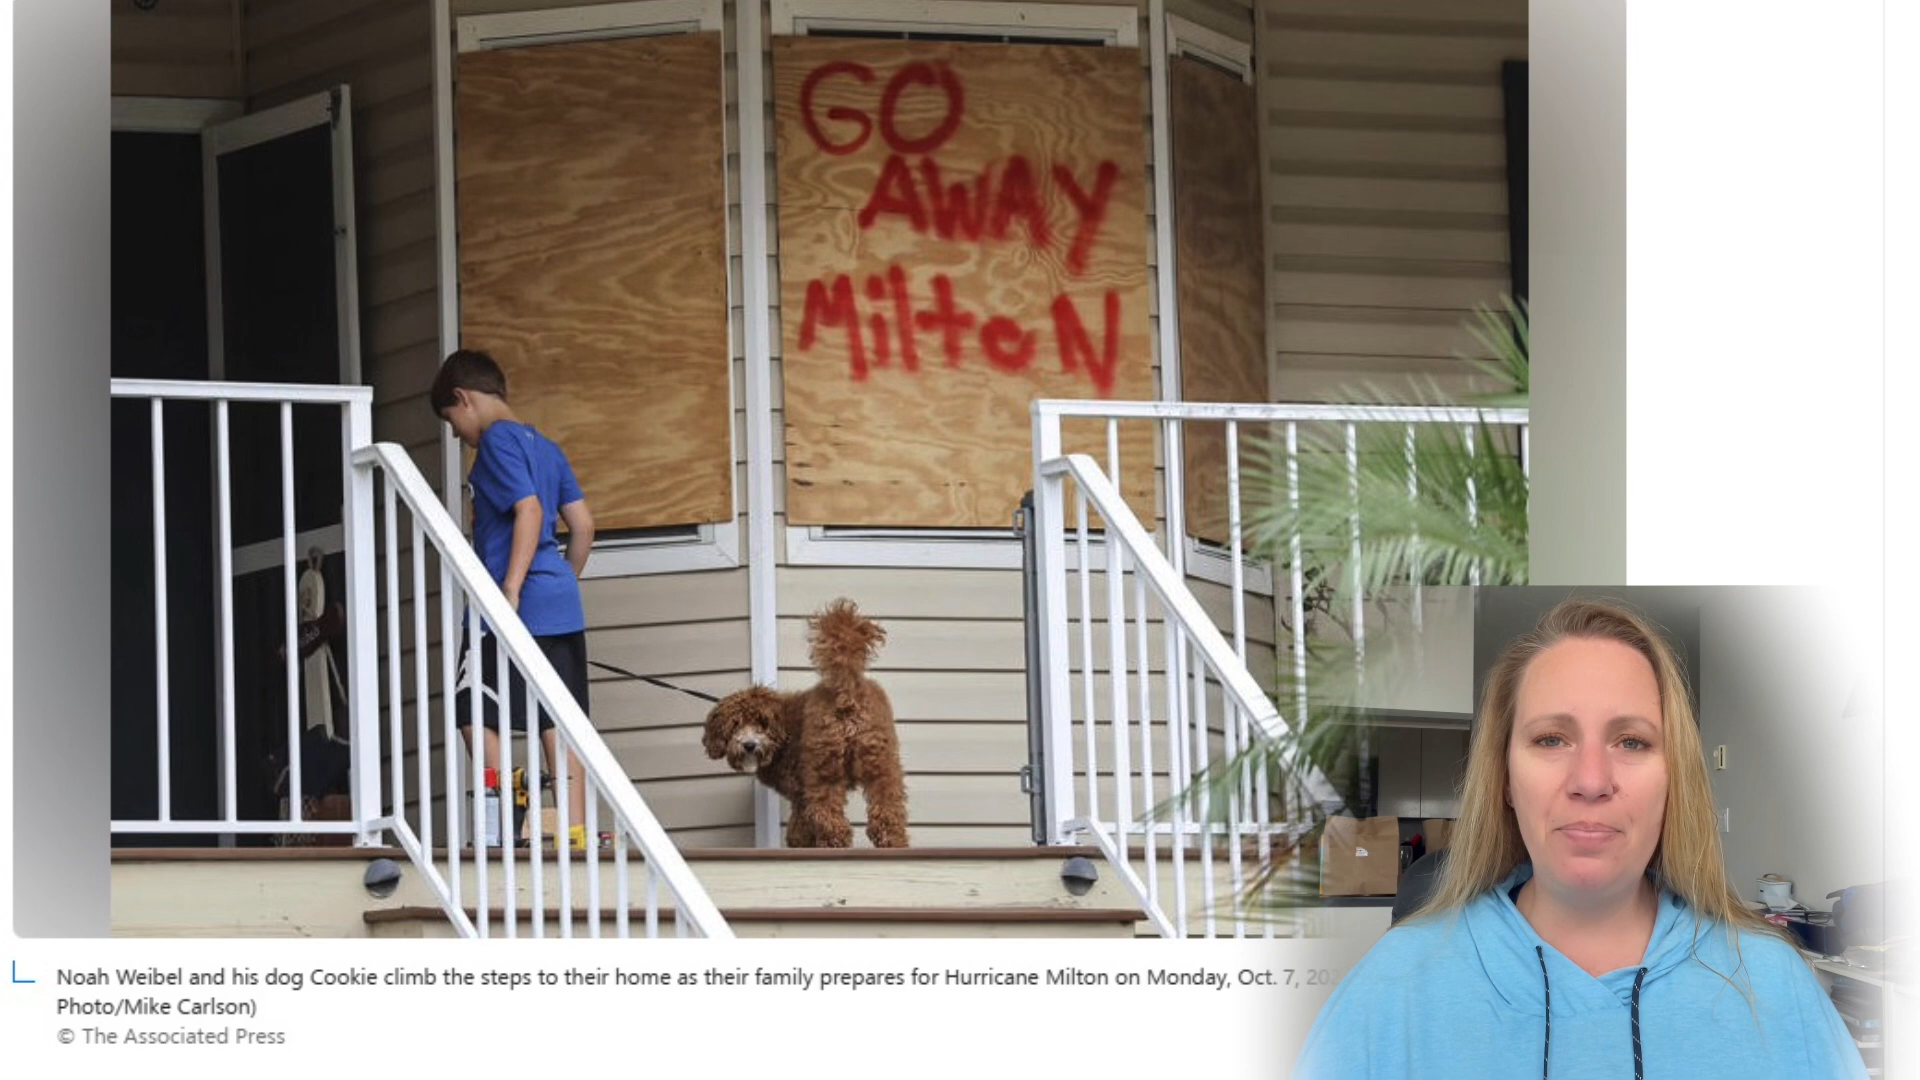 GO
AWAY
MiltoN
Noah Weibel and his dog Cookie climb the steps to their home as their family prepares for Hurricane Milton on Monday, Oct. 7,
Photo/Mike Carlson)
© The Associated Press